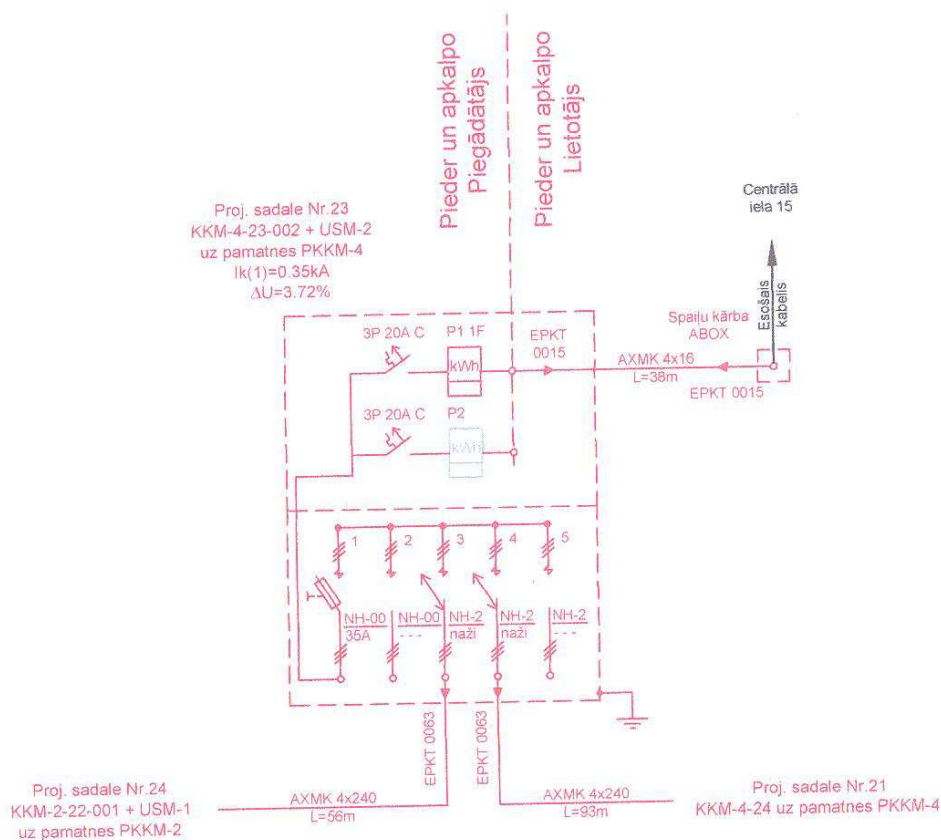 Pieder un apkalpo
Piegādātājs
Pieder un apkalpo
Lietotājs
Centrālā
iela 15
Proj. sadale Nr.23
KKM-4-23-002 + USM-2
uz pamatnes PKKM-4
Ik(1)=0.35kA
ΔU=3.72%
Esošais
kabelis
Spaiļu kārba
ABOX
3P 20A C
P1 1F
EPKT
0015
kWh
AXMK 4x16
L=38m
EPKT 0015
3P 20A C
P2
kWh
1
2
3
4
5
NH-00
35A
NH-00
---
NH-2
naži
NH-2
naži
NH-2
---
EPKT 0063
EPKT 0063
Proj. sadale Nr.24
KKM-2-22-001 + USM-1
uz pamatnes PKKM-2
AXMK 4x240
L=56m
AXMK 4x240
L=93m
Proj. sadale Nr.21
KKM-4-24 uz pamatnes PKKM-4